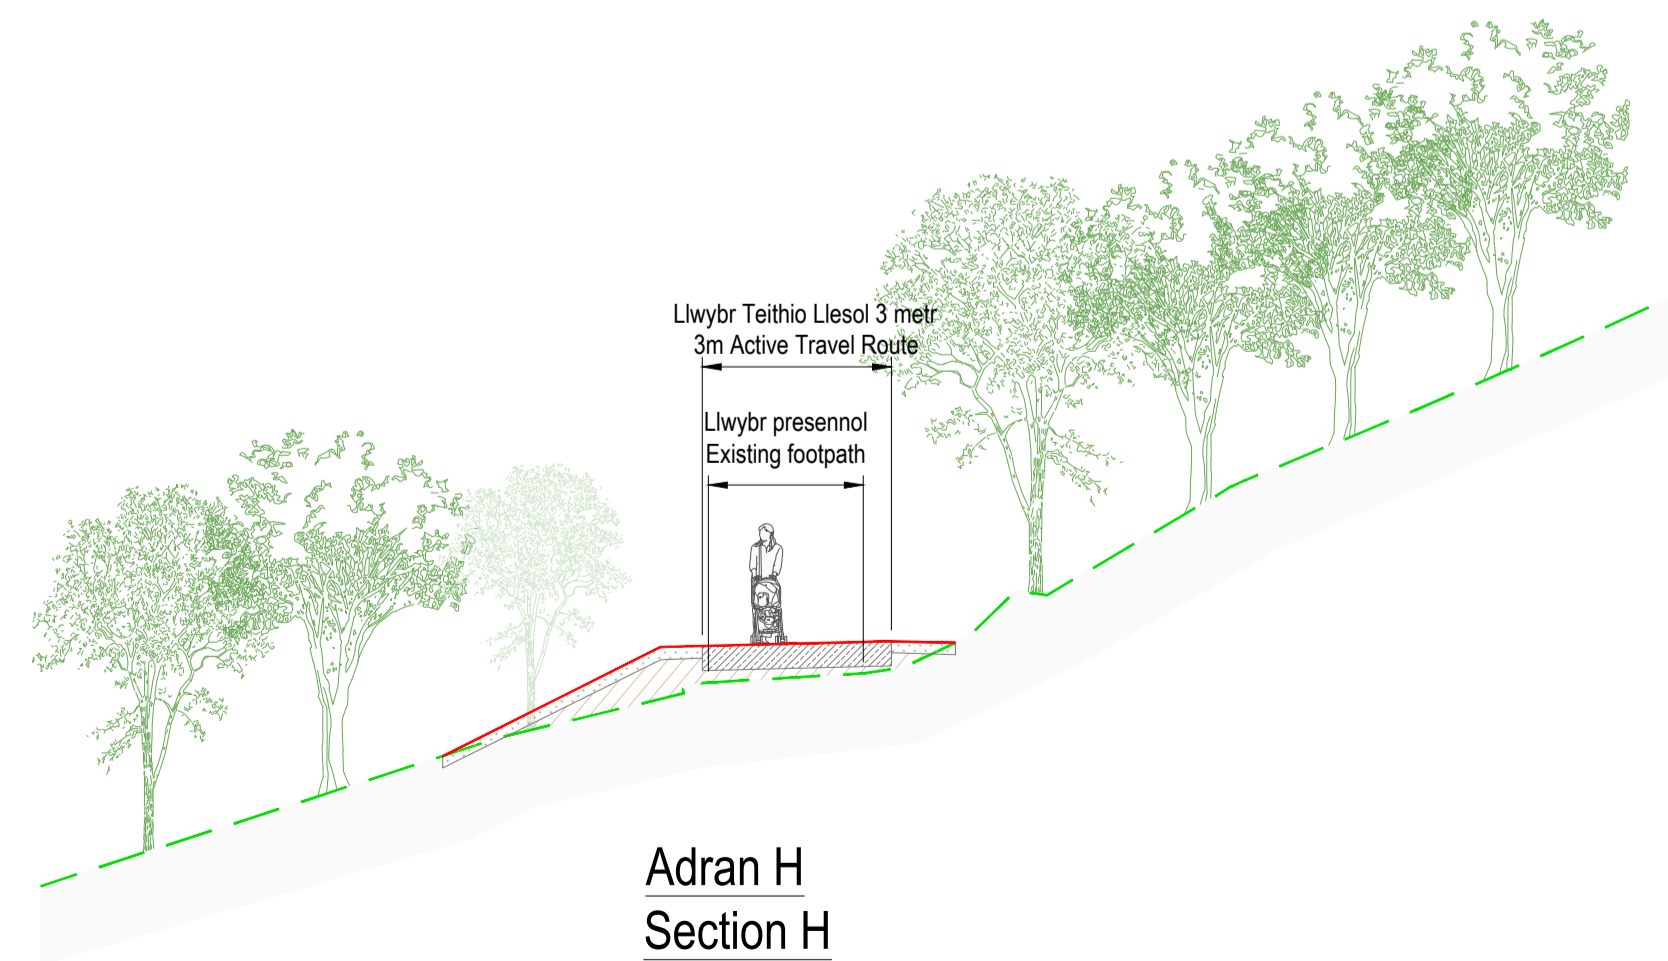 Llwybr Teithio Llesol 3 metr
3m Active Travel Route
Llwybr presennol
Existing footpath
Adran H
Section H